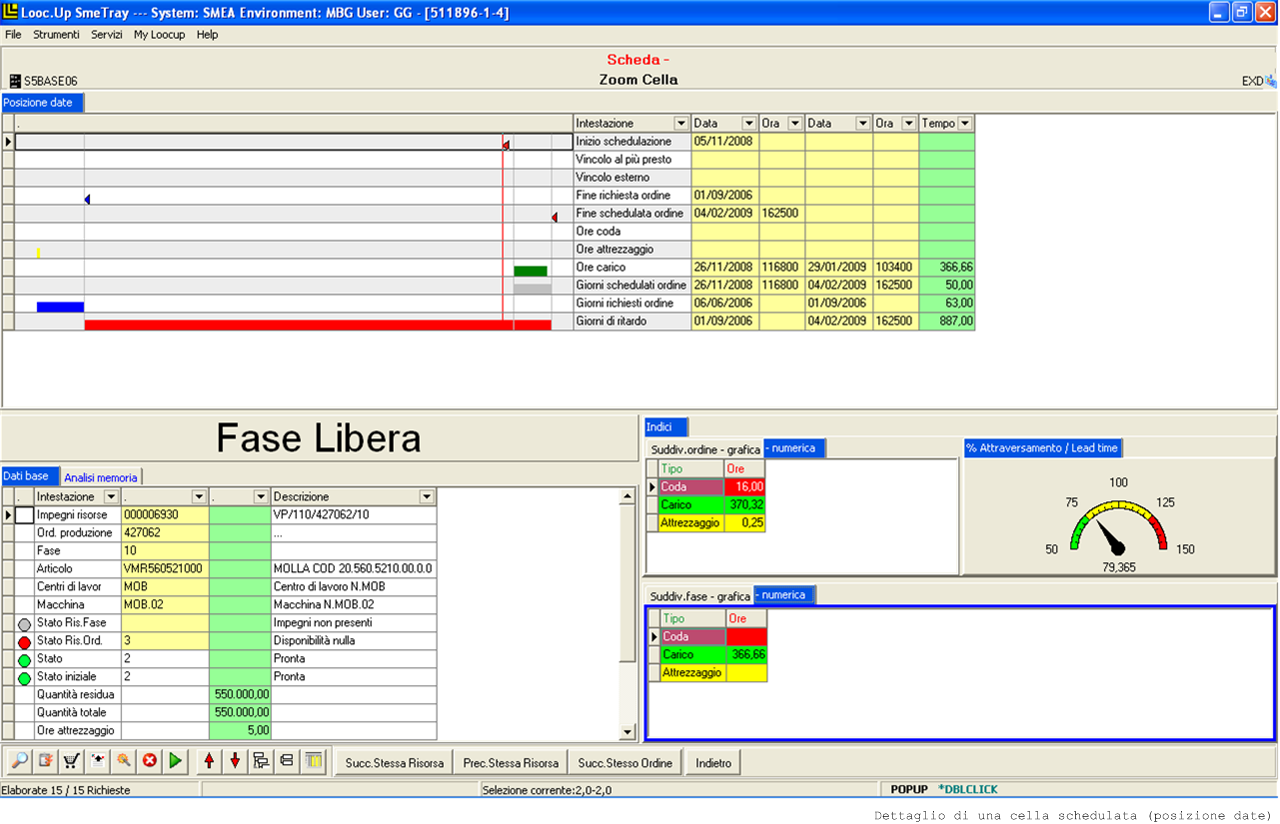 Looc.Up SmeTray --- System: SMEA Environment: MBG User: GG - [511896-1-4]
File Strumenti Servizi My Loocup Help
Scheda -
S5BASE06 Zoom Cella EXD
Posizione date
. Intestazione Data Ora Data Ora Tempo
Inizio schedulazione 05/11/2008
Vincolo al più presto
Vincolo esterno
Fine richiesta ordine 01/09/2006
Fine schedulata ordine 04/02/2009 162500
Ore coda
Ore attrezzaggio
Ore carico 26/11/2008 116800 29/01/2009 103400 366,66
Giorni schedulati ordine 26/11/2008 116800 04/02/2009 162500 50,00
Giorni richiesti ordine 06/06/2006 01/09/2006 63,00
Giorni di ritardo 01/09/2006 04/02/2009 162500 887,00
Fase Libera
Dati base Analisi memoria
. Intestazione . . Descrizione
Impegni risorse 000006930 VP/110/427062/10
Ord. produzione 427062 ...
Fase 10
Articolo VMR560521000 MOLLA COD 20.560.5210.00.0.0
Centri di lavor MOB Centro di lavoro N.MOB
Macchina MOB.02 Macchina N.MOB.02
Stato Ris.Fase Impegni non presenti
Stato Ris.Ord. 3 Disponibilità nulla
Stato 2 Pronta
Stato iniziale 2 Pronta
Quantità residua 550.000,00
Quantità totale 550.000,00
Ore attrezzaggio 5,00
Indici
Suddiv.ordine - grafica - numerica
Tipo Ore
Coda 16,00
Carico 370,32
Attrezzaggio 0,25
% Attraversamento / Lead time
100
75 125
50 150
79,365
Suddiv.fase - grafica - numerica
Tipo Ore
Coda
Carico 366,66
Attrezzaggio
Succ.Stessa Risorsa Prec.Stessa Risorsa Succ.Stesso Ordine Indietro
Elaborate 15 / 15 Richieste Selezione corrente:2,0-2,0 POPUP *DBLCLICK
Dettaglio di una cella schedulata (posizione date)